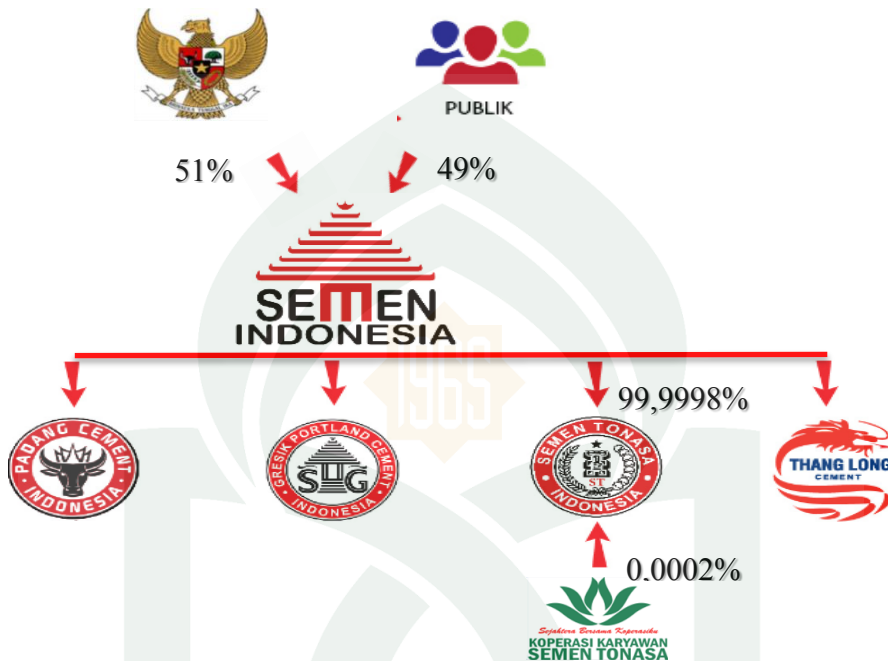 PUBLIK
51%
49%
SEMEN
INDONESIA
1965
99,9998%
PADANG CEMENT
INDONESIA
GRESIK PORTLAND CEMENT
INDONESIA
SG
SEMEN TONASA
INDONESIA
ST
THANG LONG
CEMENT
0,0002%
Sejahtera Bersama Koperasiku
KOPERASI KARYAWAN
SEMEN TONASA